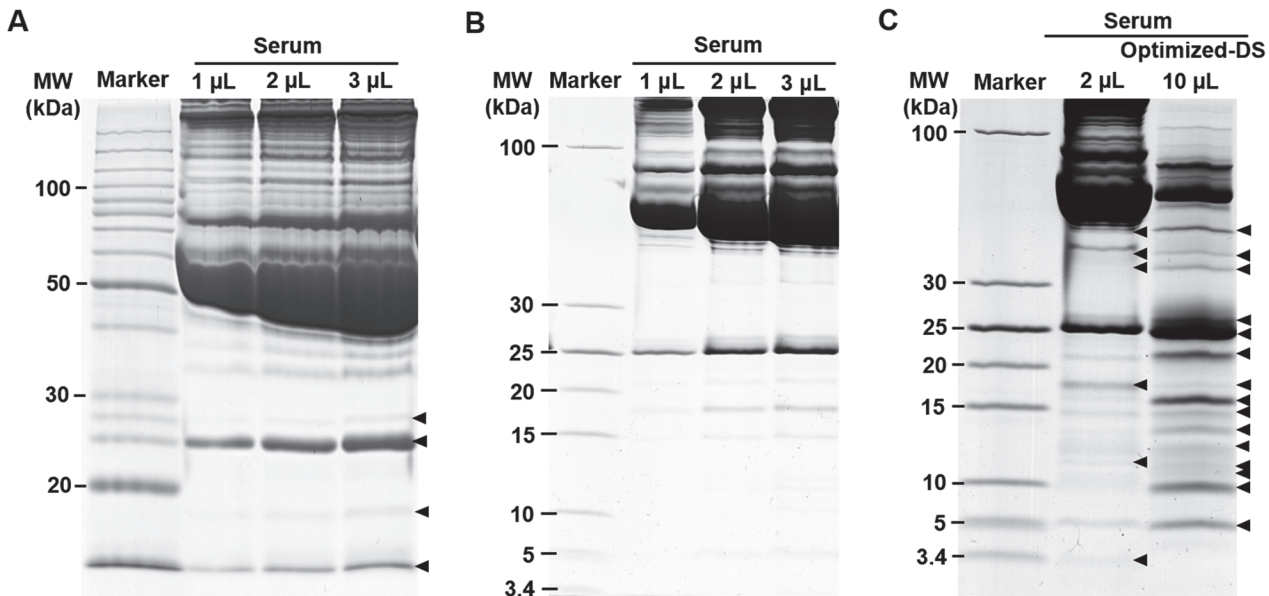 A
Serum
MW
(kDa)
Marker
1 µL
2 µL
3 µL
100
50
30
20
B
Serum
MW
(kDa)
Marker
1 µL
2 µL
3 µL
100
30
25
20
15
10
5
3.4
C
Serum
Optimized-DS
MW
(kDa)
Marker
2 µL
10 µL
100
30
25
20
15
10
5
3.4